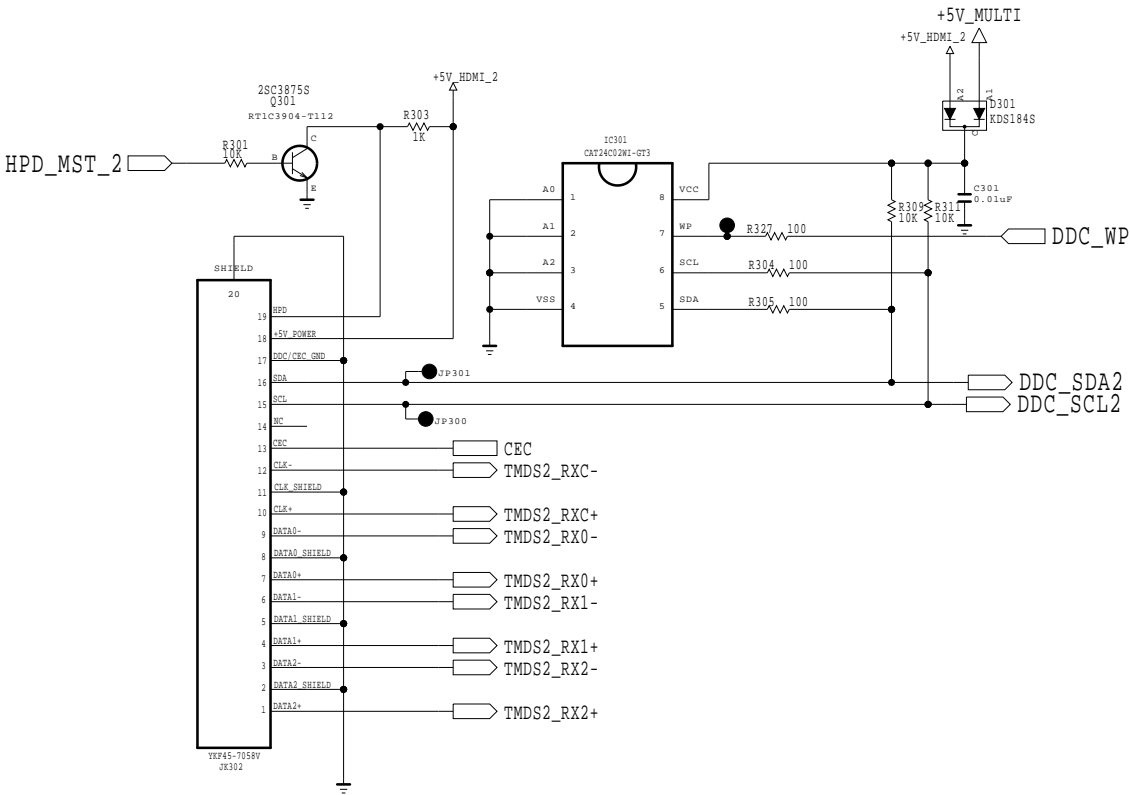 +5V_MULTI
+5V_HDMI_2
A2
A1
D301
KDS184S
C
+5V_HDMI_2
2SC3875S
Q301
RT1C3904-T112
C
B
E
R303
1K
HPD_MST_2
R301
10K
IC301
CAT24C02WI-GT3
A0
1
A1
2
A2
3
VSS
4
8
VCC
7
WP
6
SCL
5
SDA
R327
100
R304
100
R305
100
R309
10K
R311
10K
C301
0.01uF
DDC_WP
SHIELD
20
19
HPD
18
+5V_POWER
17
DDC/CEC_GND
16
SDA
15
SCL
14
NC
13
CEC
12
CLK-
11
CLK_SHIELD
10
CLK+
9
DATA0-
8
DATA0_SHIELD
7
DATA0+
6
DATA1-
5
DATA1_SHIELD
4
DATA1+
3
DATA2-
2
DATA2_SHIELD
1
DATA2+
JP301
JP300
DDC_SDA2
DDC_SCL2
CEC
TMDS2_RXC-
TMDS2_RXC+
TMDS2_RX0-
TMDS2_RX0+
TMDS2_RX1-
TMDS2_RX1+
TMDS2_RX2-
TMDS2_RX2+
YKF45-7058V
JK302